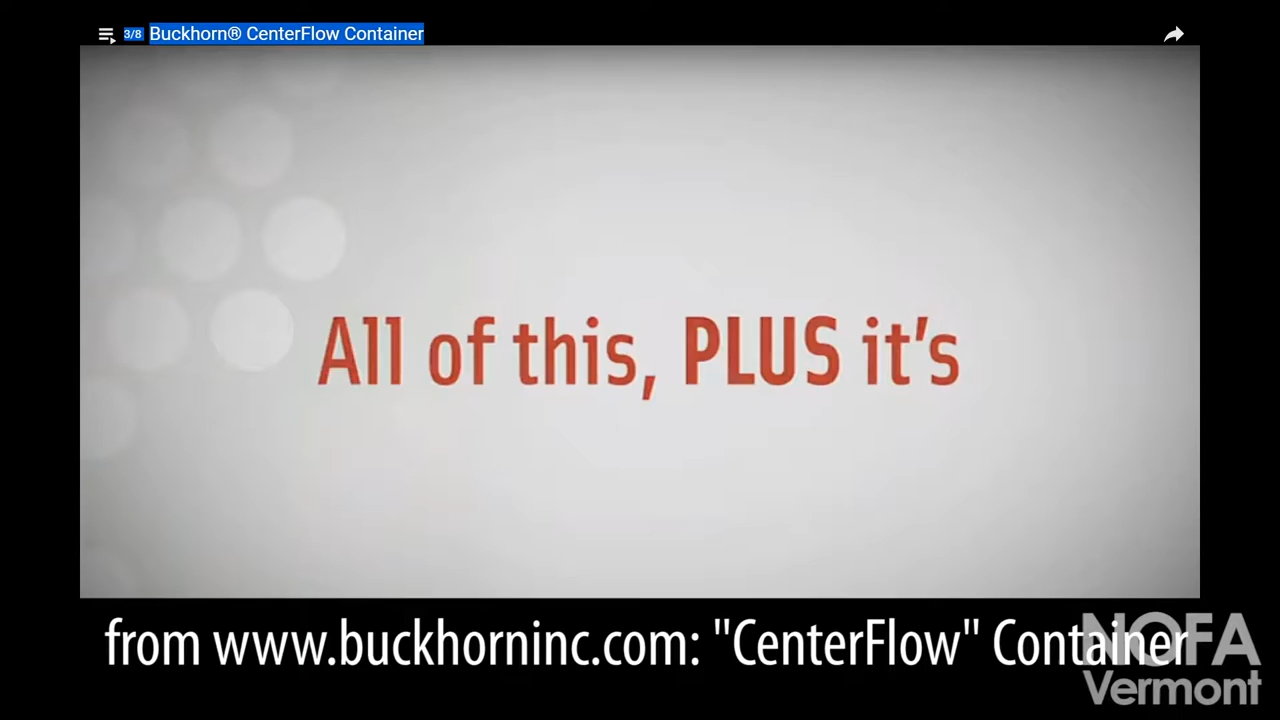 3/8 Buckhorn® CenterFlow Container
All of this, PLUS it's
from www.buckhorninc.com: "CenterFlow" Container
NOFA
Vermont